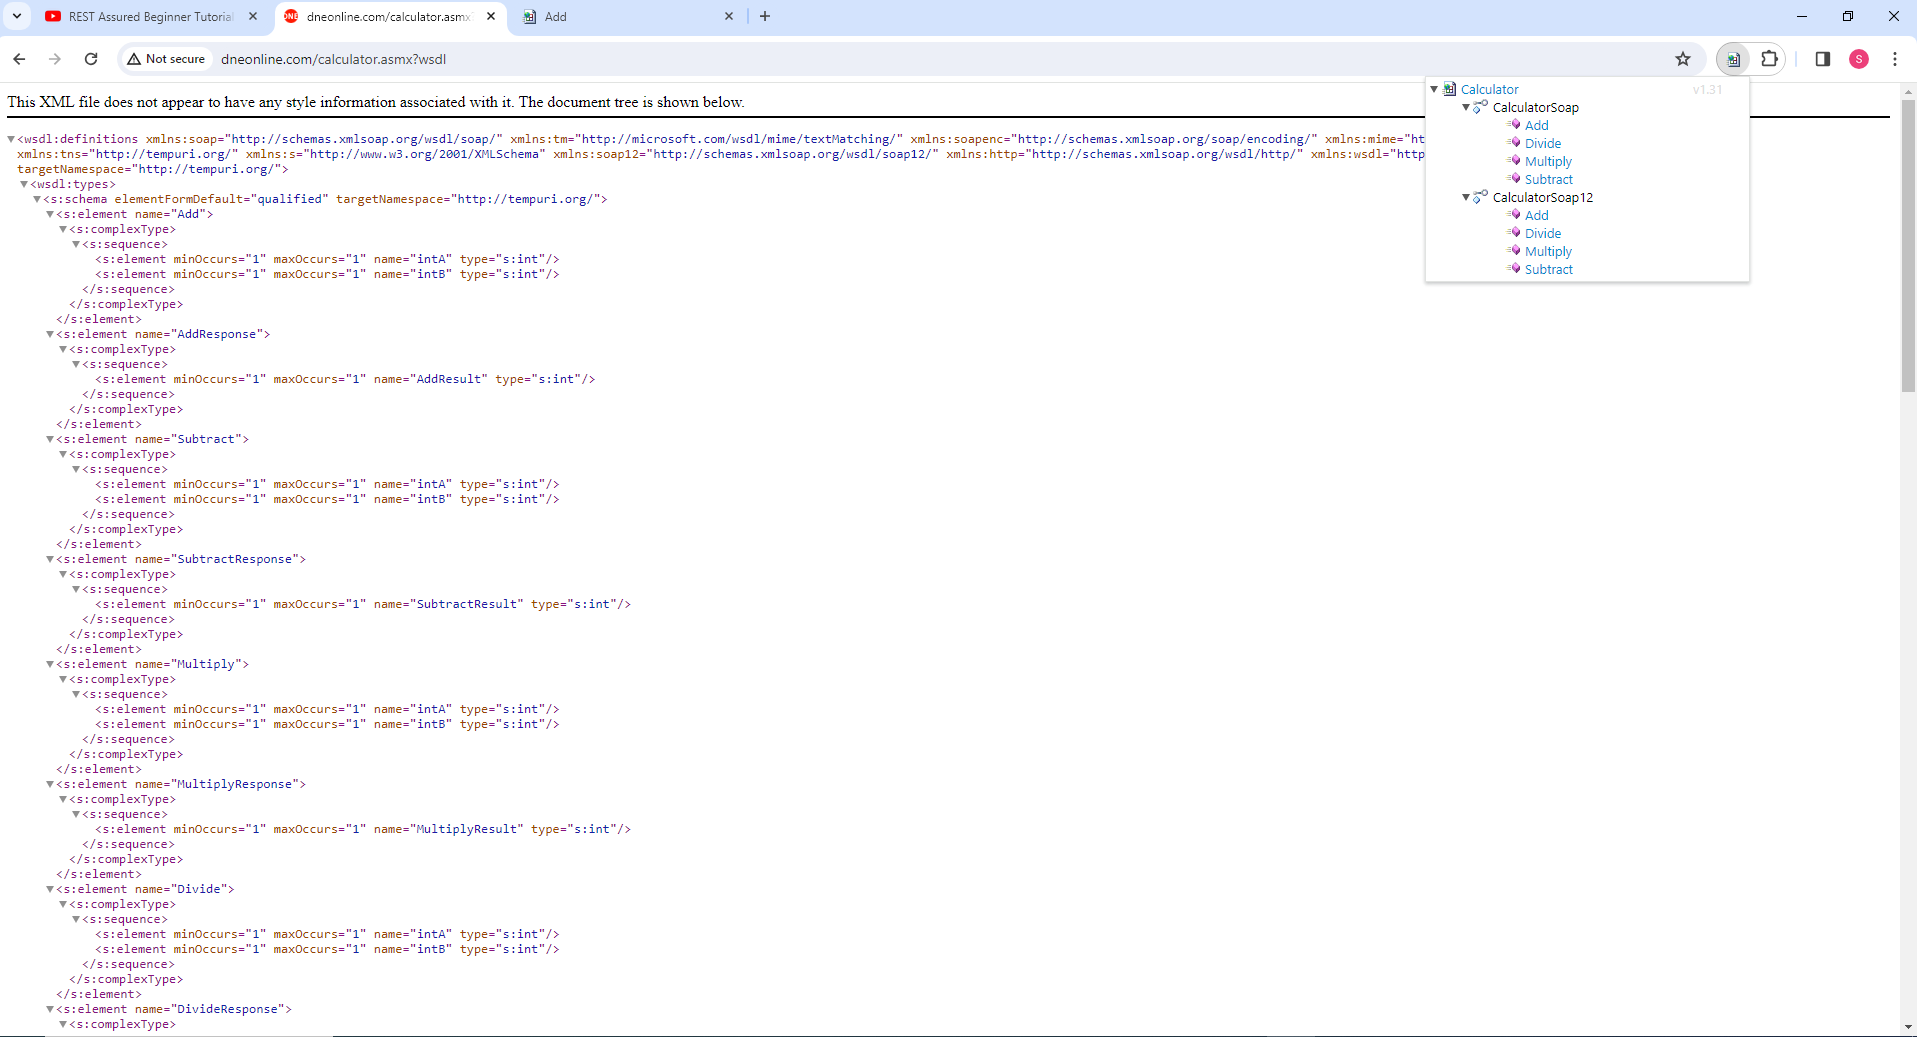 REST Assured Beginner Tutorial
dneonline.com/calculator.asmx?
Add
Not secure
dneonline.com/calculator.asmx?wsdl
S
This XML file does not appear to have any style information associated with it. The document tree is shown below.
<wsdl:definitions xmlns:soap="http://schemas.xmlsoap.org/wsdl/soap/" xmlns:tm="http://microsoft.com/wsdl/mime/textMatching/" xmlns:soapenc="http://schemas.xmlsoap.org/soap/encoding/" xmlns:mime="ht
xmlns:tns="http://tempuri.org/" xmlns:s="http://www.w3.org/2001/XMLSchema" xmlns:soap12="http://schemas.xmlsoap.org/wsdl/soap12/" xmlns:http="http://schemas.xmlsoap.org/wsdl/http/" xmlns:wsdl="http
targetNamespace="http://tempuri.org/">
<wsdl:types>
<s:schema elementFormDefault="qualified" targetNamespace="http://tempuri.org/">
<s:element name="Add">
<s:complexType>
<s:sequence>
<s:element minOccurs="1" maxOccurs="1" name="intA" type="s:int"/>
<s:element minOccurs="1" maxOccurs="1" name="intB" type="s:int"/>
</s:sequence>
</s:complexType>
</s:element>
<s:element name="AddResponse">
<s:complexType>
<s:sequence>
<s:element minOccurs="1" maxOccurs="1" name="AddResult" type="s:int"/>
</s:sequence>
</s:complexType>
</s:element>
<s:element name="Subtract">
<s:complexType>
<s:sequence>
<s:element minOccurs="1" maxOccurs="1" name="intA" type="s:int"/>
<s:element minOccurs="1" maxOccurs="1" name="intB" type="s:int"/>
</s:sequence>
</s:complexType>
</s:element>
<s:element name="SubtractResponse">
<s:complexType>
<s:sequence>
<s:element minOccurs="1" maxOccurs="1" name="SubtractResult" type="s:int"/>
</s:sequence>
</s:complexType>
</s:element>
<s:element name="Multiply">
<s:complexType>
<s:sequence>
<s:element minOccurs="1" maxOccurs="1" name="intA" type="s:int"/>
<s:element minOccurs="1" maxOccurs="1" name="intB" type="s:int"/>
</s:sequence>
</s:complexType>
</s:element>
<s:element name="MultiplyResponse">
<s:complexType>
<s:sequence>
<s:element minOccurs="1" maxOccurs="1" name="MultiplyResult" type="s:int"/>
</s:sequence>
</s:complexType>
</s:element>
<s:element name="Divide">
<s:complexType>
<s:sequence>
<s:element minOccurs="1" maxOccurs="1" name="intA" type="s:int"/>
<s:element minOccurs="1" maxOccurs="1" name="intB" type="s:int"/>
</s:sequence>
</s:complexType>
</s:element>
<s:element name="DivideResponse">
<s:complexType>
Calculator v1.31
CalculatorSoap
Add
Divide
Multiply
Subtract
CalculatorSoap12
Add
Divide
Multiply
Subtract